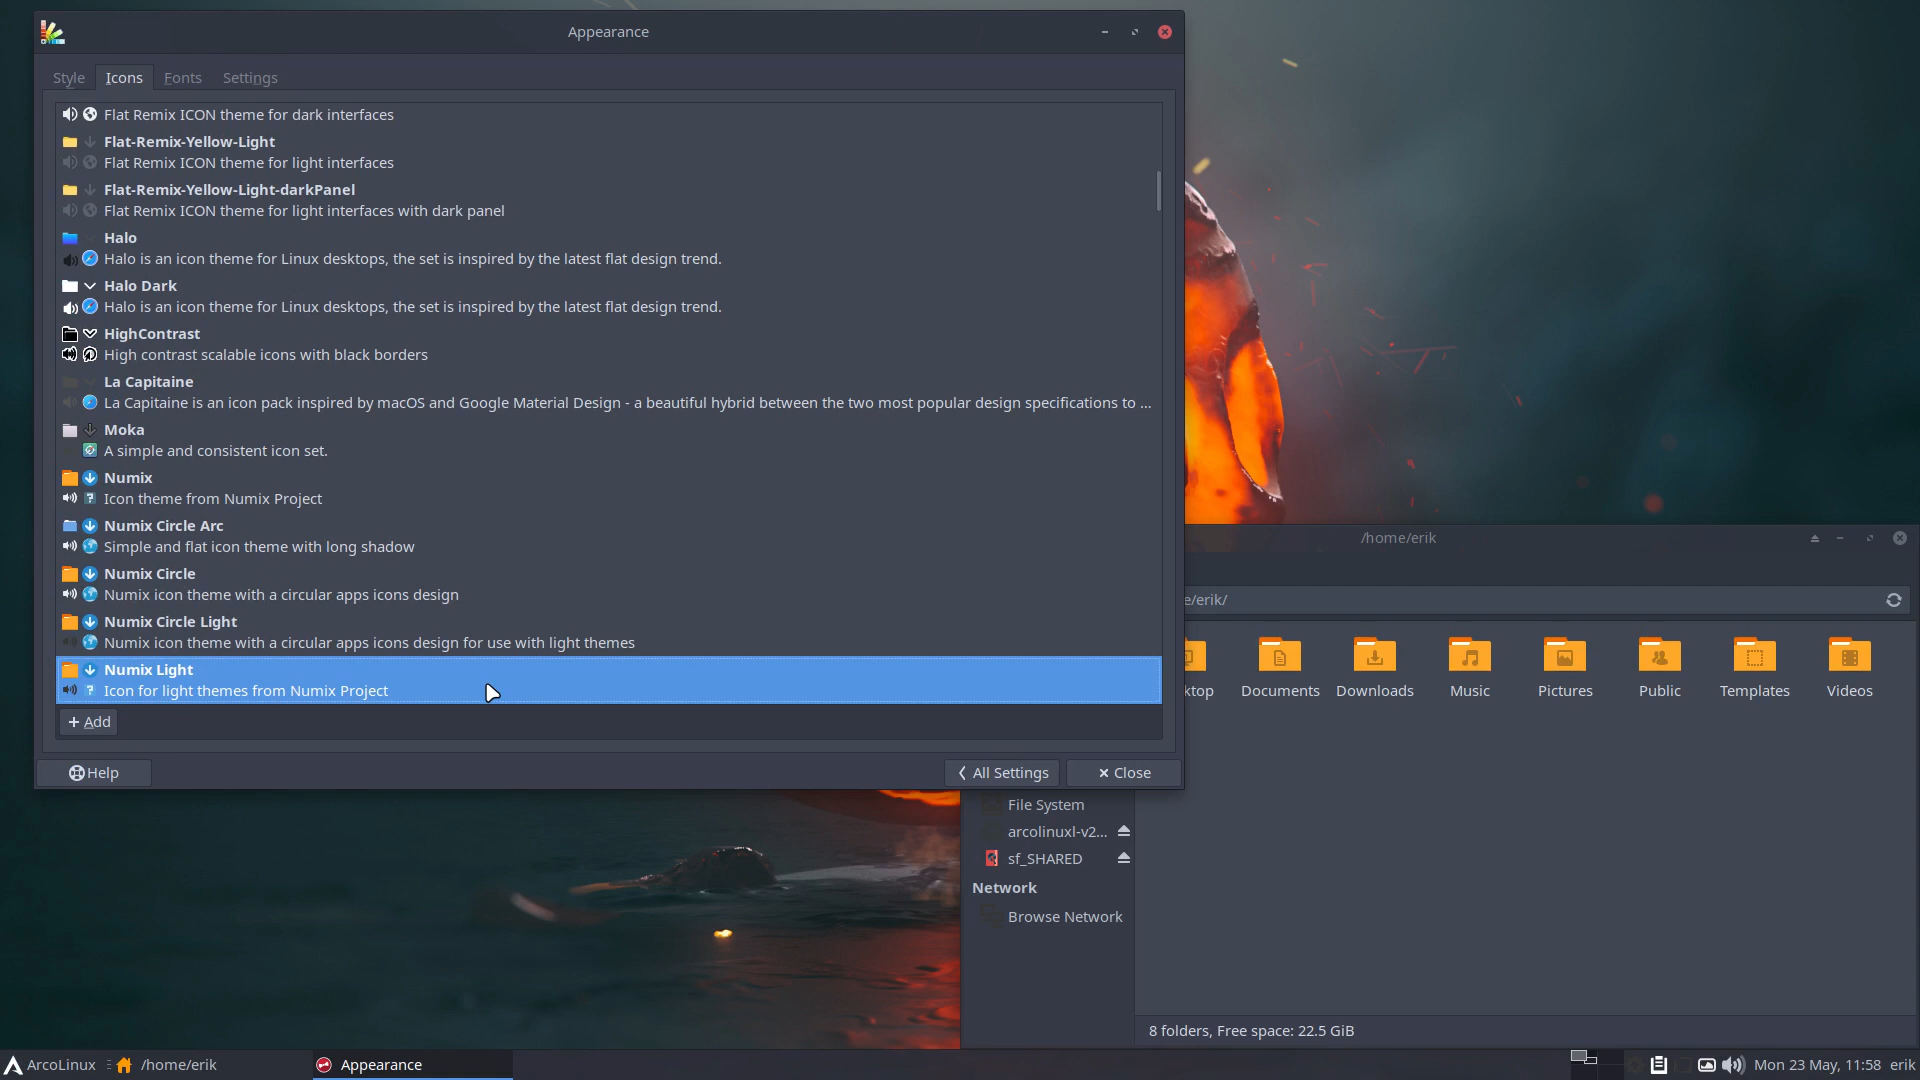 Appearance
Style
Icons
Fonts
Settings
Flat Remix ICON theme for dark interfaces
Flat-Remix-Yellow-Light
Flat Remix ICON theme for light interfaces
Flat-Remix-Yellow-Light-darkPanel
Flat Remix ICON theme for light interfaces with dark panel
Halo
Halo is an icon theme for Linux desktops, the set is inspired by the latest flat design trend.
Halo Dark
Halo is an icon theme for Linux desktops, the set is inspired by the latest flat design trend.
HighContrast
High contrast scalable icons with black borders
La Capitaine
La Capitaine is an icon pack inspired by macOS and Google Material Design - a beautiful hybrid between the two most popular design specifications to ...
Moka
A simple and consistent icon set.
Numix
Icon theme from Numix Project
Numix Circle Arc
Simple and flat icon theme with long shadow
Numix Circle
Numix icon theme with a circular apps icons design
Numix Circle Light
Numix icon theme with a circular apps icons design for use with light themes
Numix Light
Icon for light themes from Numix Project
+ Add
Help
All Settings
Close
/home/erik
e/erik/
ktop
Documents
Downloads
Music
Pictures
Public
Templates
Videos
File System
arcolinuxl-v2...
sf_SHARED
Network
Browse Network
8 folders, Free space: 22.5 GiB
ArcoLinux
/home/erik
Appearance
Mon 23 May, 11:58
erik